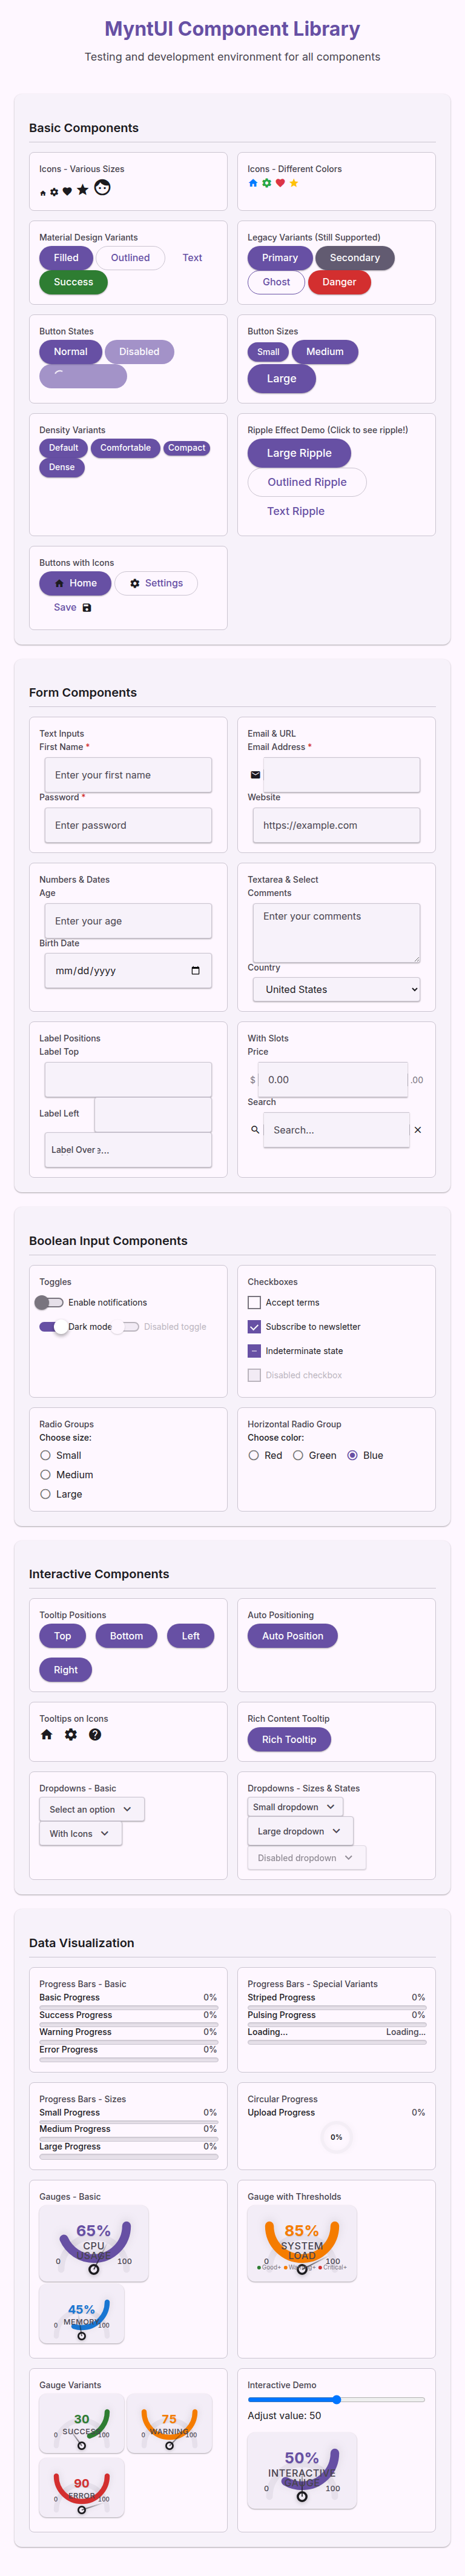 MyntUI Component Library
Testing and development environment for all components
Basic Components
Icons - Various Sizes
Icons - Different Colors
Material Design Variants
Filled
Outlined
Text
Success
Legacy Variants (Still Supported)
Primary
Secondary
Ghost
Danger
Button States
Normal
Disabled
Button Sizes
Small
Medium
Large
Density Variants
Default
Comfortable
Compact
Dense
Ripple Effect Demo (Click to see ripple!)
Large Ripple
Outlined Ripple
Text Ripple
Buttons with Icons
Home
Settings
Save
Form Components
Text Inputs
First Name *
Enter your first name
Password *
Enter password
Email & URL
Email Address *
Website
https://example.com
Numbers & Dates
Age
Enter your age
Birth Date
mm/dd/yyyy
Textarea & Select
Comments
Enter your comments
Country
United States
Label Positions
Label Top
Label Left
Label Over
With Slots
Price
$ 0.00 .00
Search
Search...
Boolean Input Components
Toggles
Enable notifications
Dark mode
Disabled toggle
Checkboxes
Accept terms
Subscribe to newsletter
Indeterminate state
Disabled checkbox
Radio Groups
Choose size:
Small
Medium
Large
Horizontal Radio Group
Choose color:
Red
Green
Blue
Interactive Components
Tooltip Positions
Top
Bottom
Left
Right
Auto Positioning
Auto Position
Tooltips on Icons
Rich Content Tooltip
Rich Tooltip
Dropdowns - Basic
Select an option
With Icons
Dropdowns - Sizes & States
Small dropdown
Large dropdown
Disabled dropdown
Data Visualization
Progress Bars - Basic
Basic Progress 0%
Success Progress 0%
Warning Progress 0%
Error Progress 0%
Progress Bars - Special Variants
Striped Progress 0%
Pulsing Progress 0%
Loading... Loading...
Progress Bars - Sizes
Small Progress 0%
Medium Progress 0%
Large Progress 0%
Circular Progress
Upload Progress 0%
0%
Gauges - Basic
65%
CPU
USAGE
0 100
45%
MEMORY
0 100
Gauge with Thresholds
85%
SYSTEM
LOAD
0 100
Good+ Critical+
Gauge Variants
30
SUCCESS
0 100
75
WARNING
0 100
90
ERROR
0 100
Interactive Demo
Adjust value: 50
50%
INTERACTIVE
GAUGE
0 100